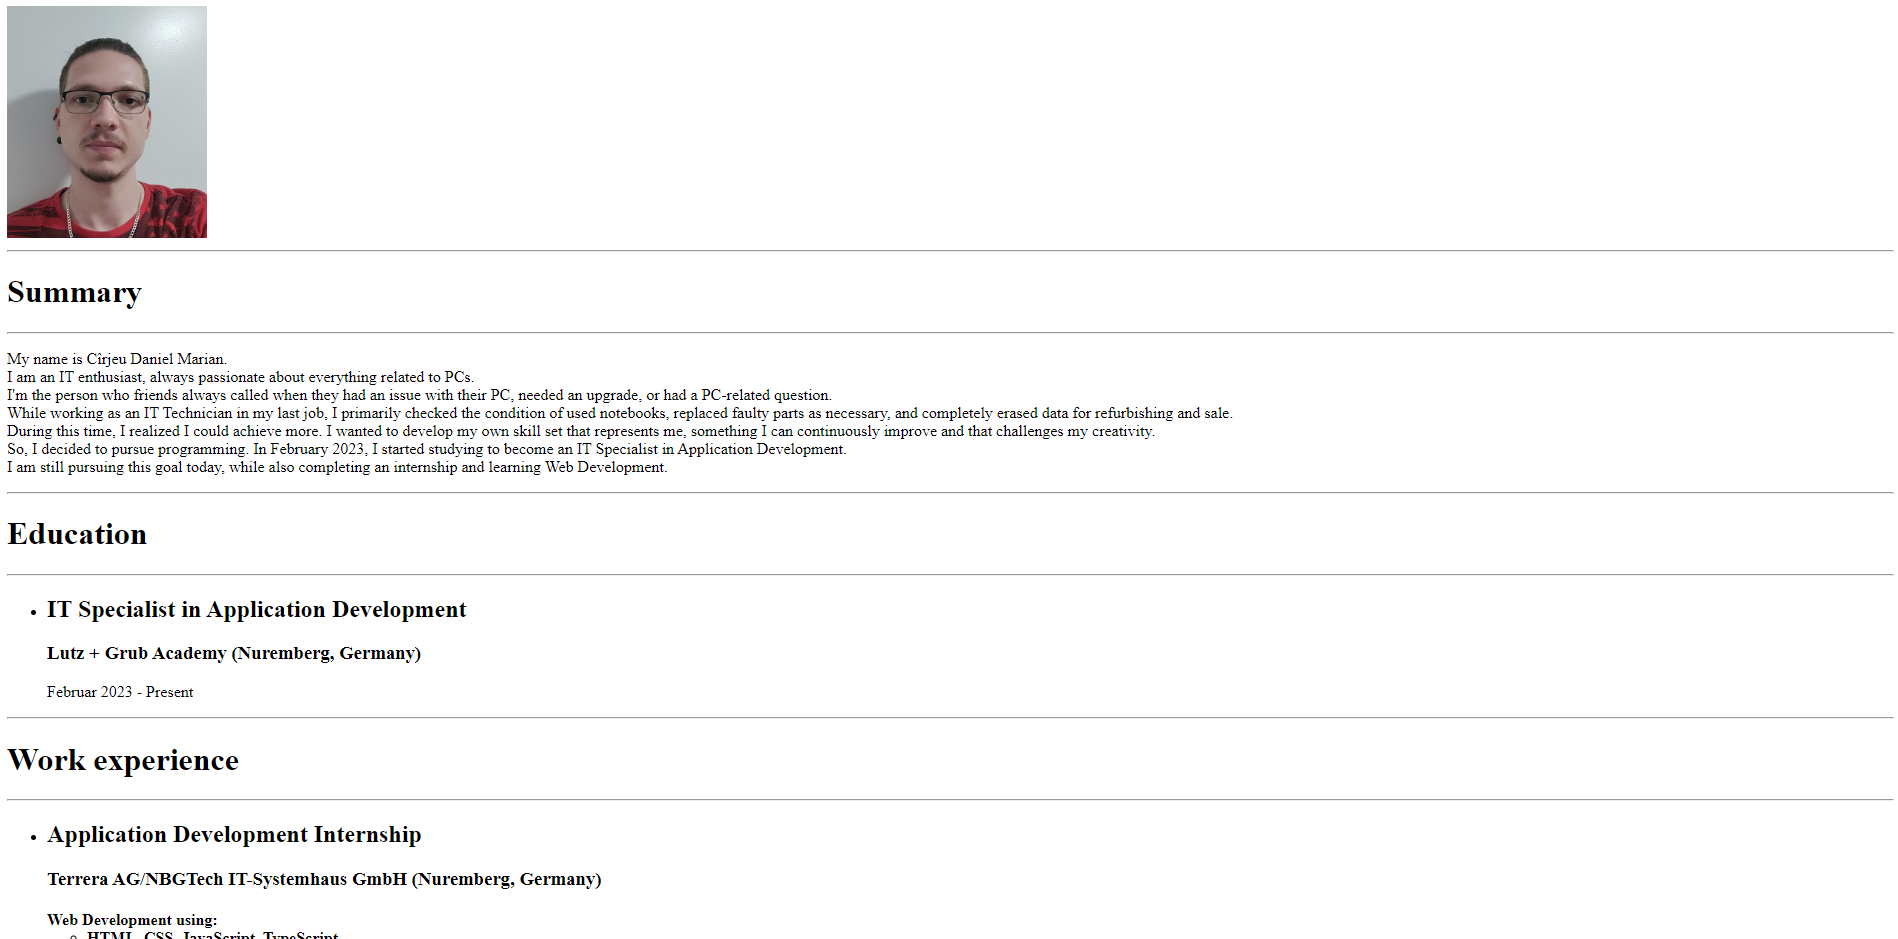 Summary
My name is Cîrjeu Daniel Marian.
I am an IT enthusiast, always passionate about everything related to PCs.
I'm the person who friends always called when they had an issue with their PC, needed an upgrade, or had a PC-related question.
While working as an IT Technician in my last job, I primarily checked the condition of used notebooks, replaced faulty parts as necessary, and completely erased data for refurbishing and sale.
During this time, I realized I could achieve more. I wanted to develop my own skill set that represents me, something I can continuously improve and that challenges my creativity.
So, I decided to pursue programming. In February 2023, I started studying to become an IT Specialist in Application Development.
I am still pursuing this goal today, while also completing an internship and learning Web Development.
Education
IT Specialist in Application Development
Lutz + Grub Academy (Nuremberg, Germany)
Februar 2023 - Present
Work experience
Application Development Internship
Terrera AG/NBGTech IT-Systemhaus GmbH (Nuremberg, Germany)
Web Development using:
HTML, CSS, JavaScript, TypeScript